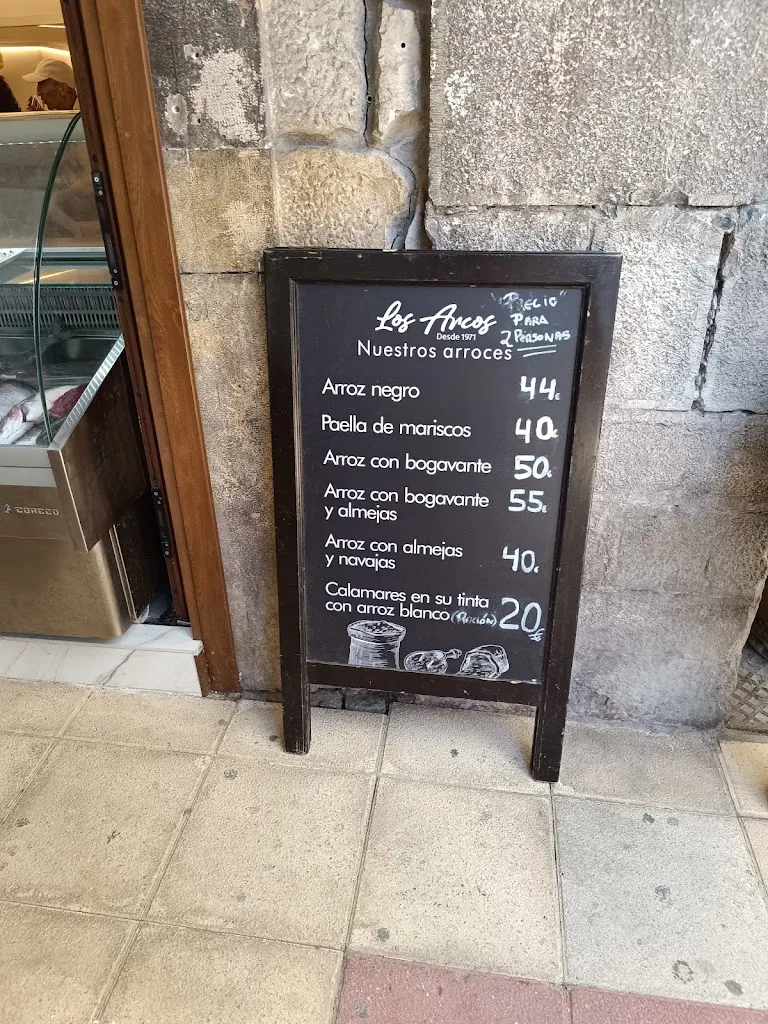 Los Arcos
Desde 1971
"PRECIO"
PARA
2 PERSONAS
Nuestros arroces
Arroz negro 44€
Paella de mariscos 40€
Arroz con bogavante 50€
Arroz con bogavante
y almejas 55€
Arroz con almejas
y navajas 40€
Calamares en su tinta
con arroz blanco (RACIÓN) 20€
CORECO